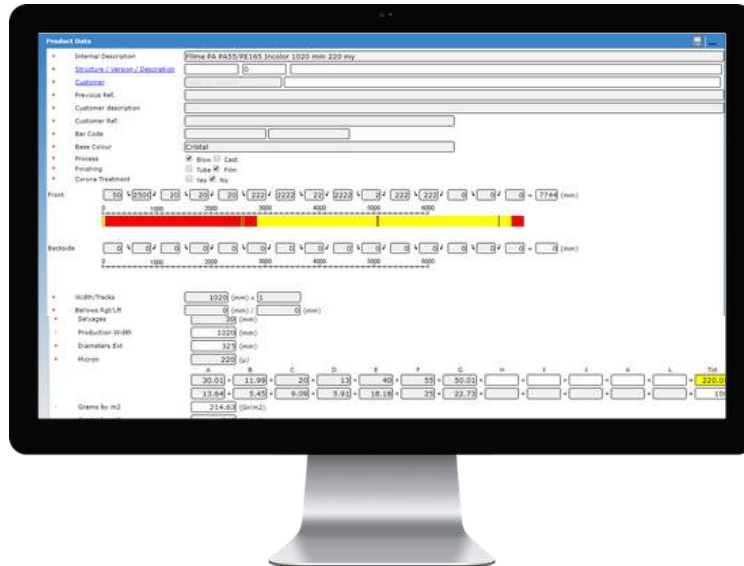 Product Data
Internal Description Filme PA PA55/PE165 Incolor 1020 mm 220 my
Structure / Version / Description 0
Customer
Previous Ref.
Customer description
Customer Ref.
Bar Code
Base Colour Cristal
Process Blow Cast
Finishing Tube Film
Corona Treatment Yes No
Front 50 2500 20 20 20 222 2222 22 2222 2 222 222 0 0 0 = 7744 (mm)
0 1000 2000 3000 4000 5000 6000
Backside 0 0 0 0 0 0 0 0 0 0 0 0 0 0 0 = 0 (mm)
0 1000 2000 3000 4000 5000 6000
Width/Tracks 1020 (mm) x 1
Bellows Rgt/Lft 0 (mm) / 0 (mm)
Selvages 30 (mm)
Production Width 1020 (mm)
Diameters Ext 325 (mm)
Micron 220 (µ)
A B C D E F G H I J K L Tot
30.01 + 11.99 + 20 + 13 + 40 + 55 + 50.01 + + + + + = 220.0
13.64 + 5.45 + 9.09 + 5.91 + 18.18 + 25 + 22.73 + + + + + = 100
Grams by m2 214.63 (Gr/m2)